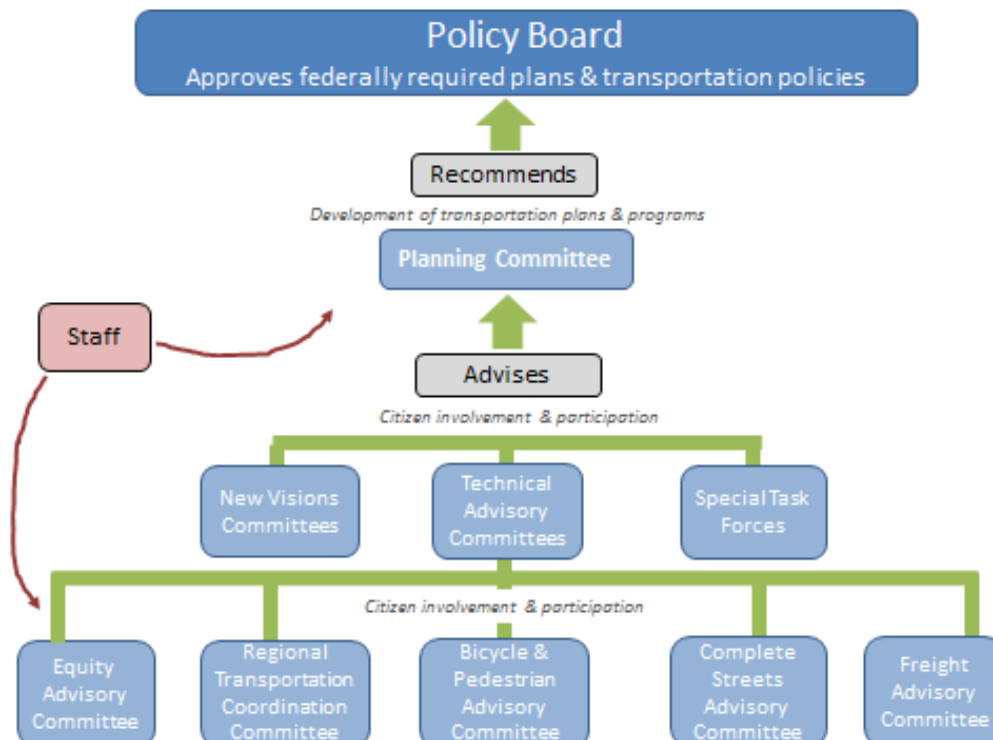 Policy Board
Approves federally required plans & transportation policies
Recommends
Development of transportation plans & programs
Planning Committee
Staff
Advises
Citizen involvement & participation
New Visions
Committees
Technical
Advisory
Committees
Special Task
Forces
Citizen involvement & participation
Equity
Advisory
Committee
Regional
Transportation
Coordination
Committee
Bicycle &
Pedestrian
Advisory
Committee
Complete
Streets
Advisory
Committee
Freight
Advisory
Committee